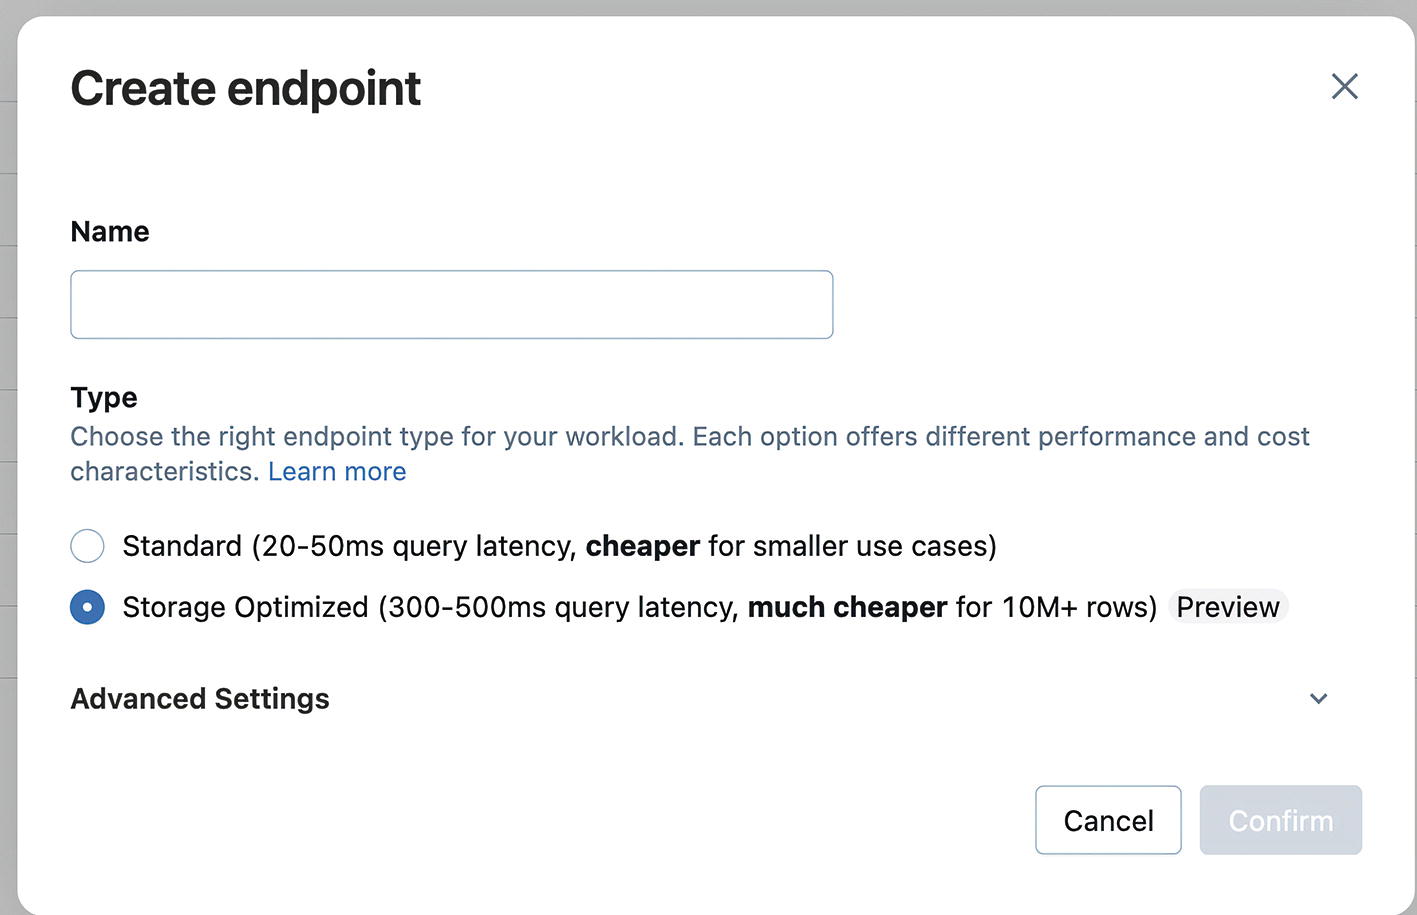 Create endpoint
Name
Type
Choose the right endpoint type for your workload. Each option offers different performance and cost
characteristics. Learn more
Standard (20-50ms query latency, cheaper for smaller use cases)
Storage Optimized (300-500ms query latency, much cheaper for 10M+ rows) Preview
Advanced Settings
Cancel Confirm